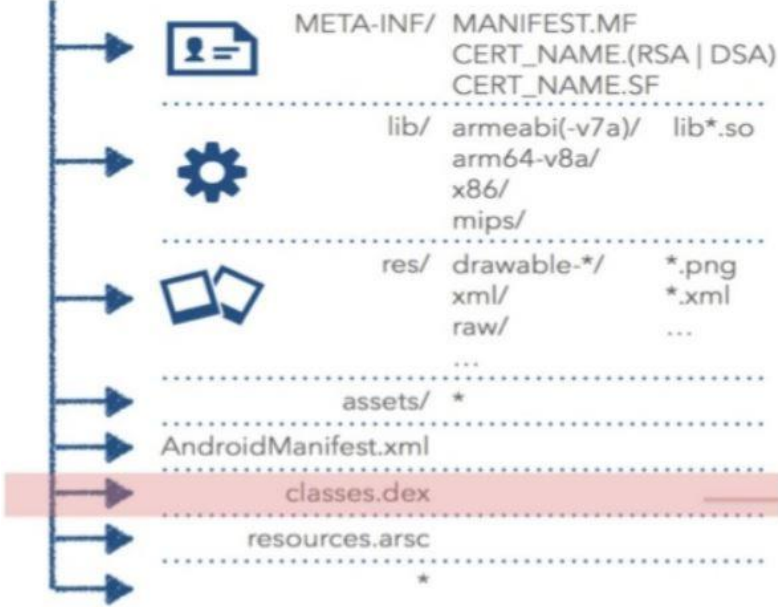 META-INF/ MANIFEST.MF
CERT_NAME.(RSA | DSA)
CERT_NAME.SF
lib/ armeabi(-v7a)/ lib*.so
arm64-v8a/
x86/
mips/
res/ drawable-*/ *.png
xml/ *.xml
raw/ ...
...
assets/ *
AndroidManifest.xml
classes.dex
resources.arsc
*